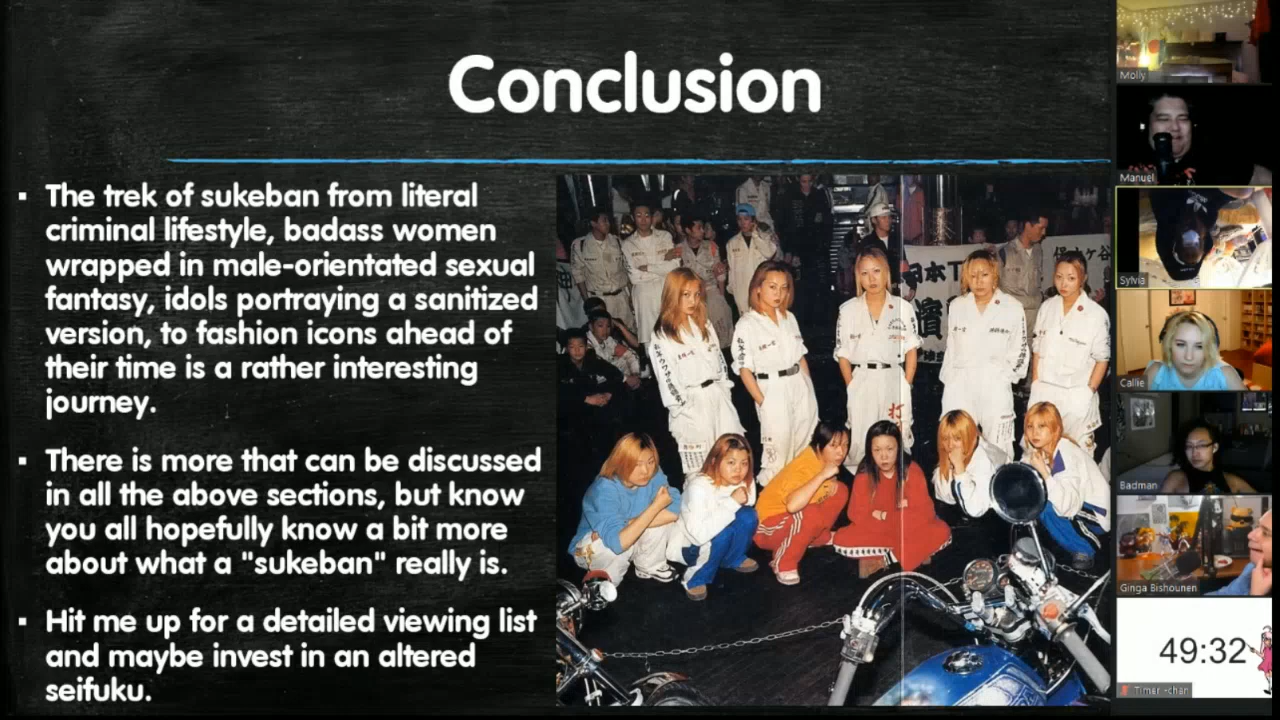 Conclusion
▪ The trek of sukeban from literal
criminal lifestyle, badass women
wrapped in male-orientated sexual
fantasy, idols portraying a sanitized
version, to fashion icons ahead of
their time is a rather interesting
journey.
▪ There is more that can be discussed
in all the above sections, but know
you all hopefully know a bit more
about what a "sukeban" really is.
▪ Hit me up for a detailed viewing list
and maybe invest in an altered
seifuku.
日本
Molly
Manuel
Sylvia
Callie
Badman
Ginga Bishounen
49:32
Timer -chan